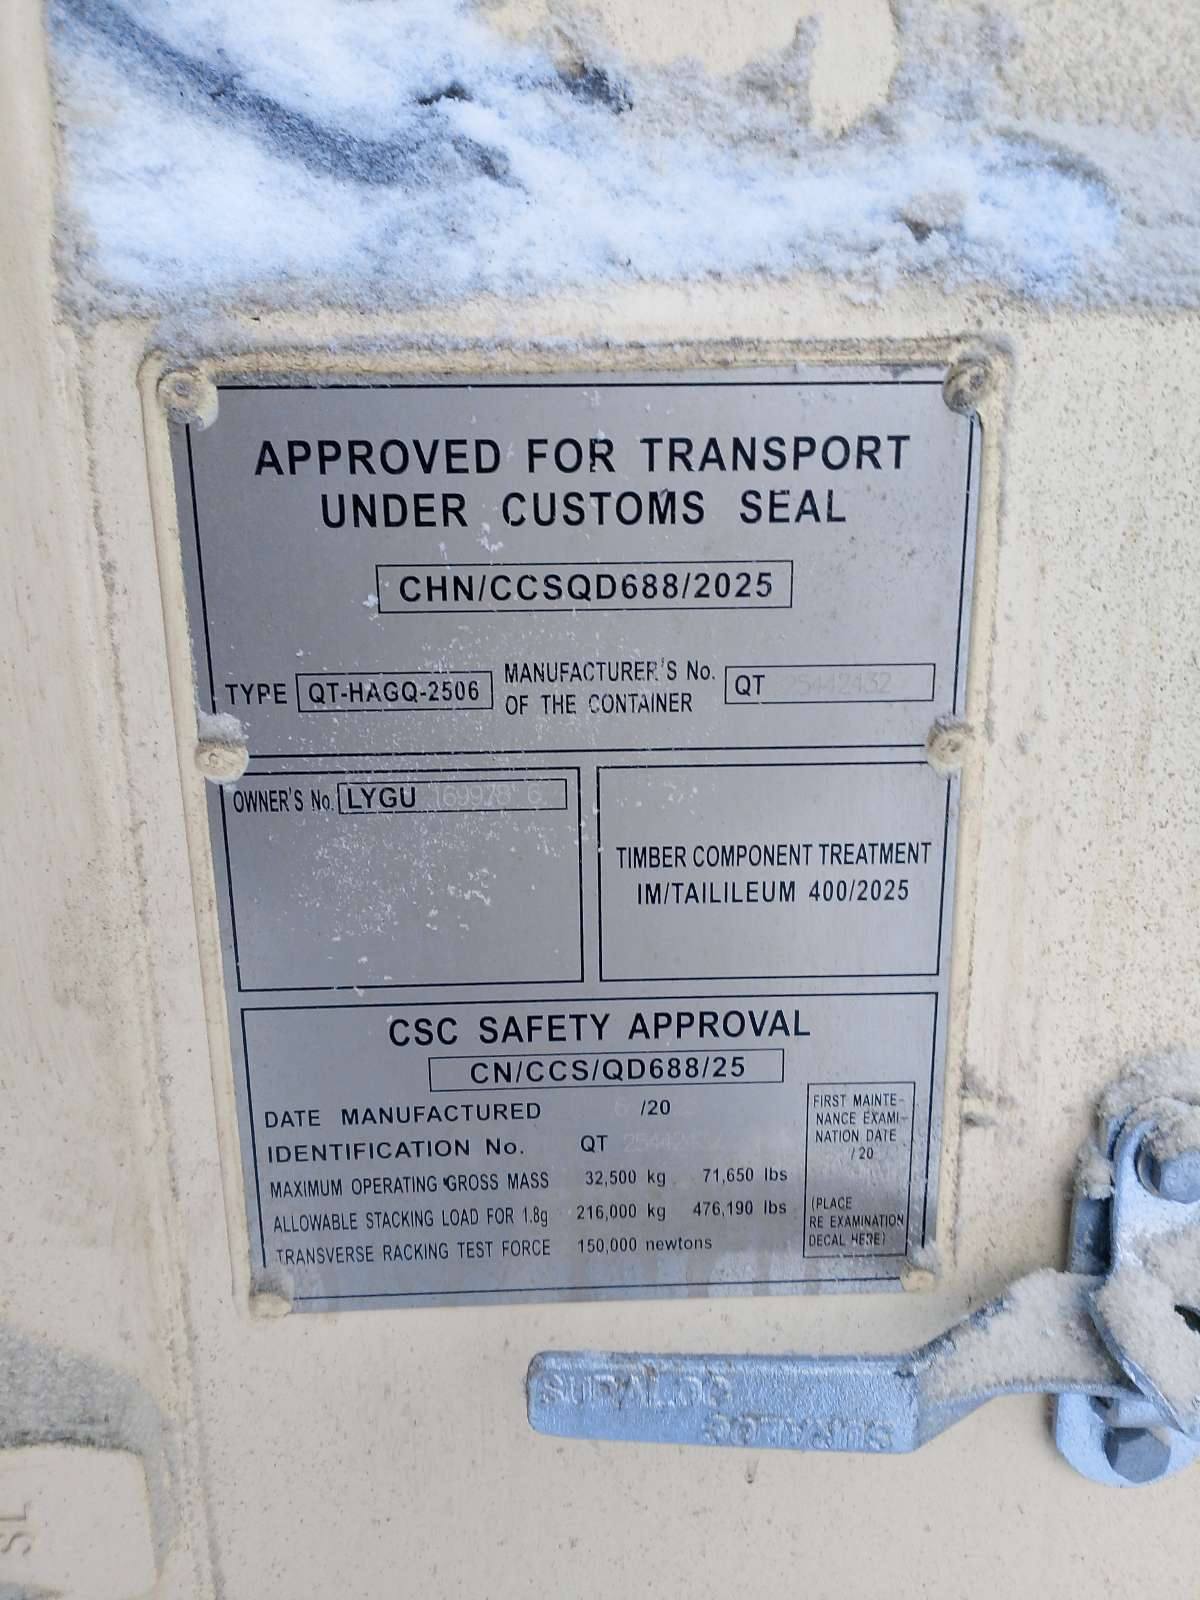 APPROVED FOR TRANSPORT
UNDER CUSTOMS SEAL
CHN/CCSQD688/2025
TYPE QT-HAGQ-2506
MANUFACTURER'S No.
OF THE CONTAINER
QT 25442432
OWNER'S No. LYGU 169978 6
TIMBER COMPONENT TREATMENT
IM/TAILILEUM 400/2025
CSC SAFETY APPROVAL
CN/CCS/QD688/25
DATE MANUFACTURED /20
IDENTIFICATION No. QT
MAXIMUM OPERATING GROSS MASS 32,500 kg 71,650 lbs
ALLOWABLE STACKING LOAD FOR 1.8g 216,000 kg 476,190 lbs
TRANSVERSE RACKING TEST FORCE 150,000 newtons
FIRST MAINTE-
NANCE EXAMI-
NATION DATE
/20
(PLACE
RE EXAMINATION
DECAL HERE)
SL